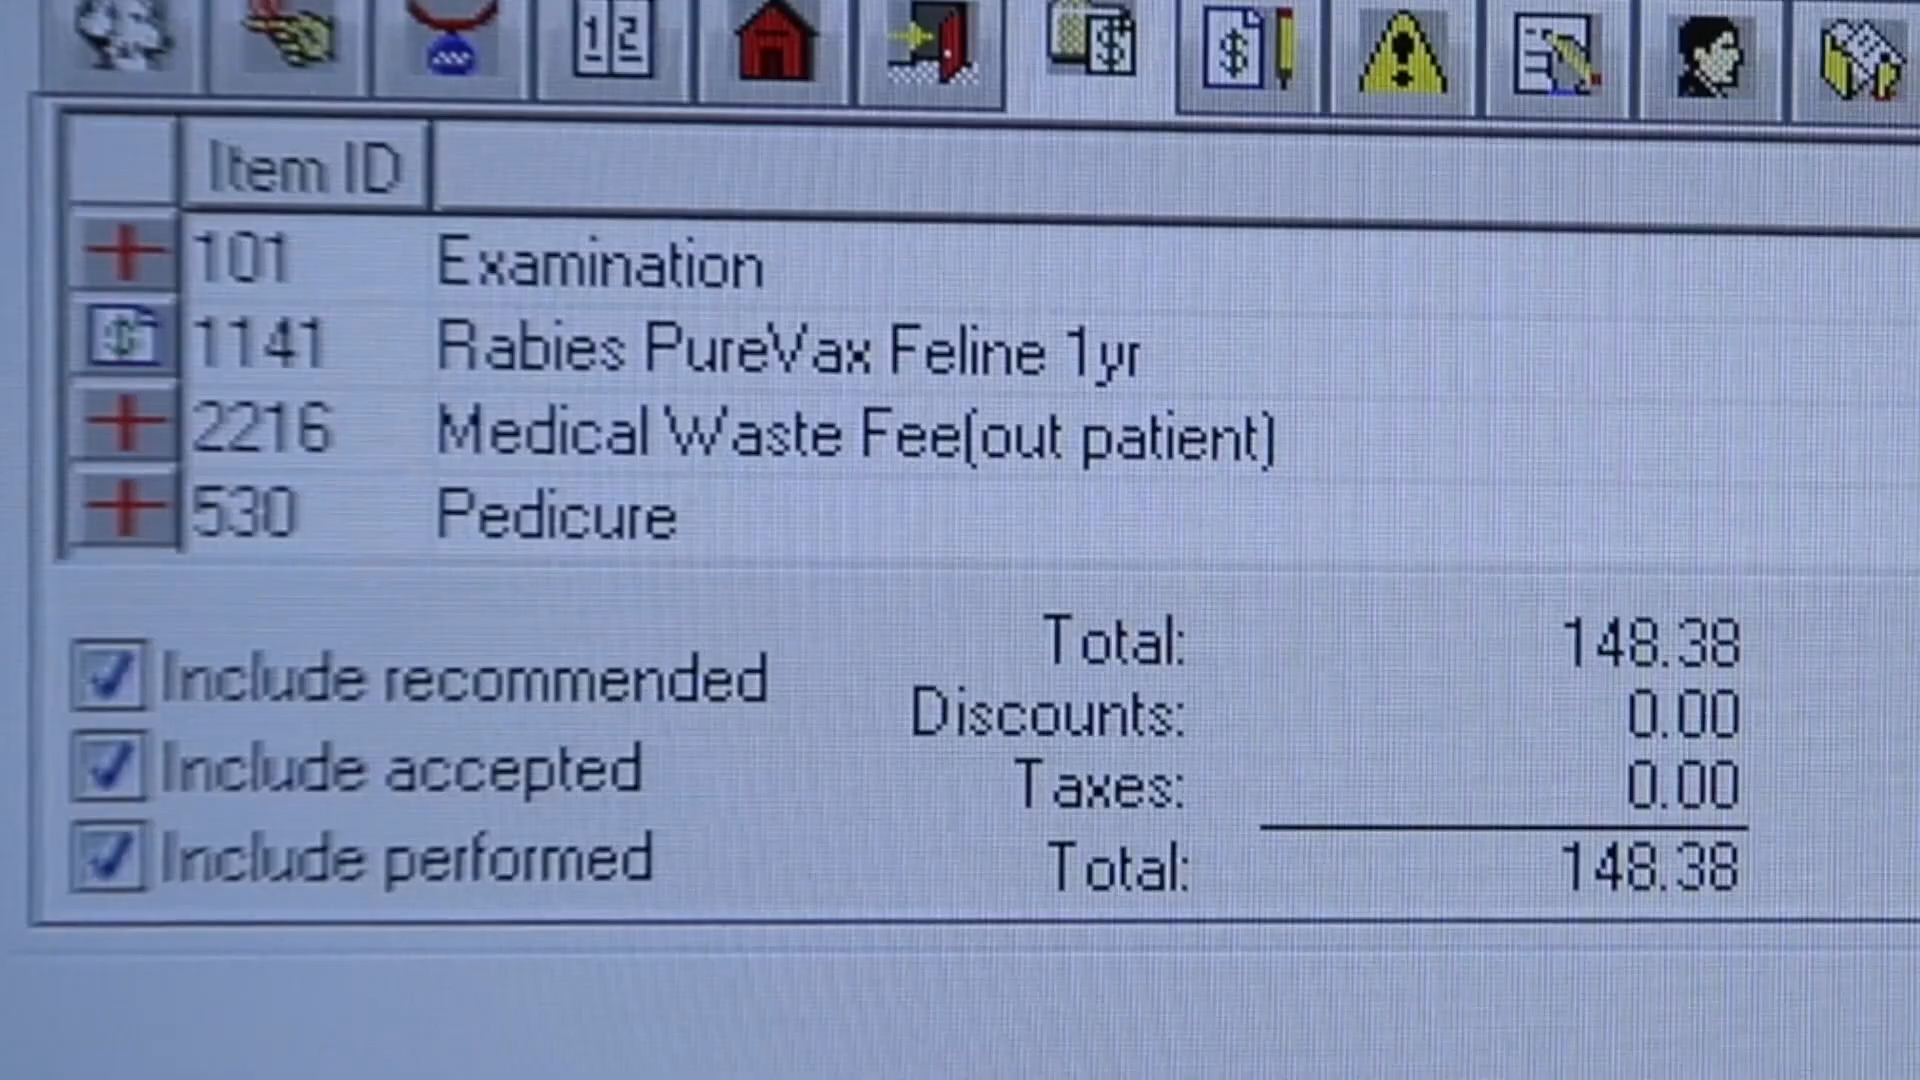 12
$
$
Item ID
101 Examination
$ 1141 Rabies PureVax Feline 1yr
2216 Medical Waste Fee(out patient)
530 Pedicure
Include recommended
Include accepted
Include performed
Total: 148.38
Discounts: 0.00
Taxes: 0.00
Total: 148.38